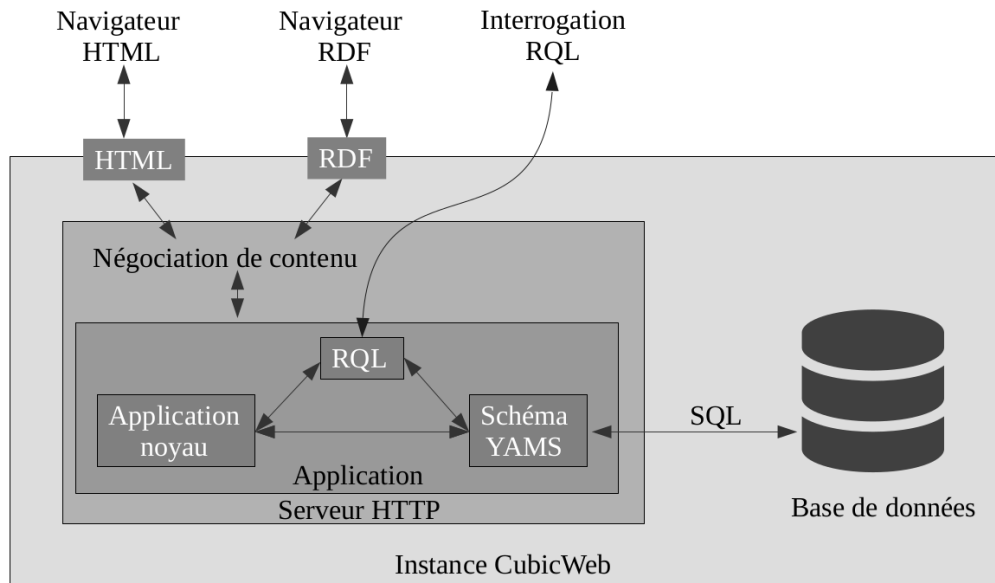 Navigateur
HTML
Navigateur
RDF
Interrogation
RQL
HTML
RDF
Négociation de contenu
RQL
Application
noyau
Schéma
YAMS
SQL
Application
Serveur HTTP
Base de données
Instance CubicWeb